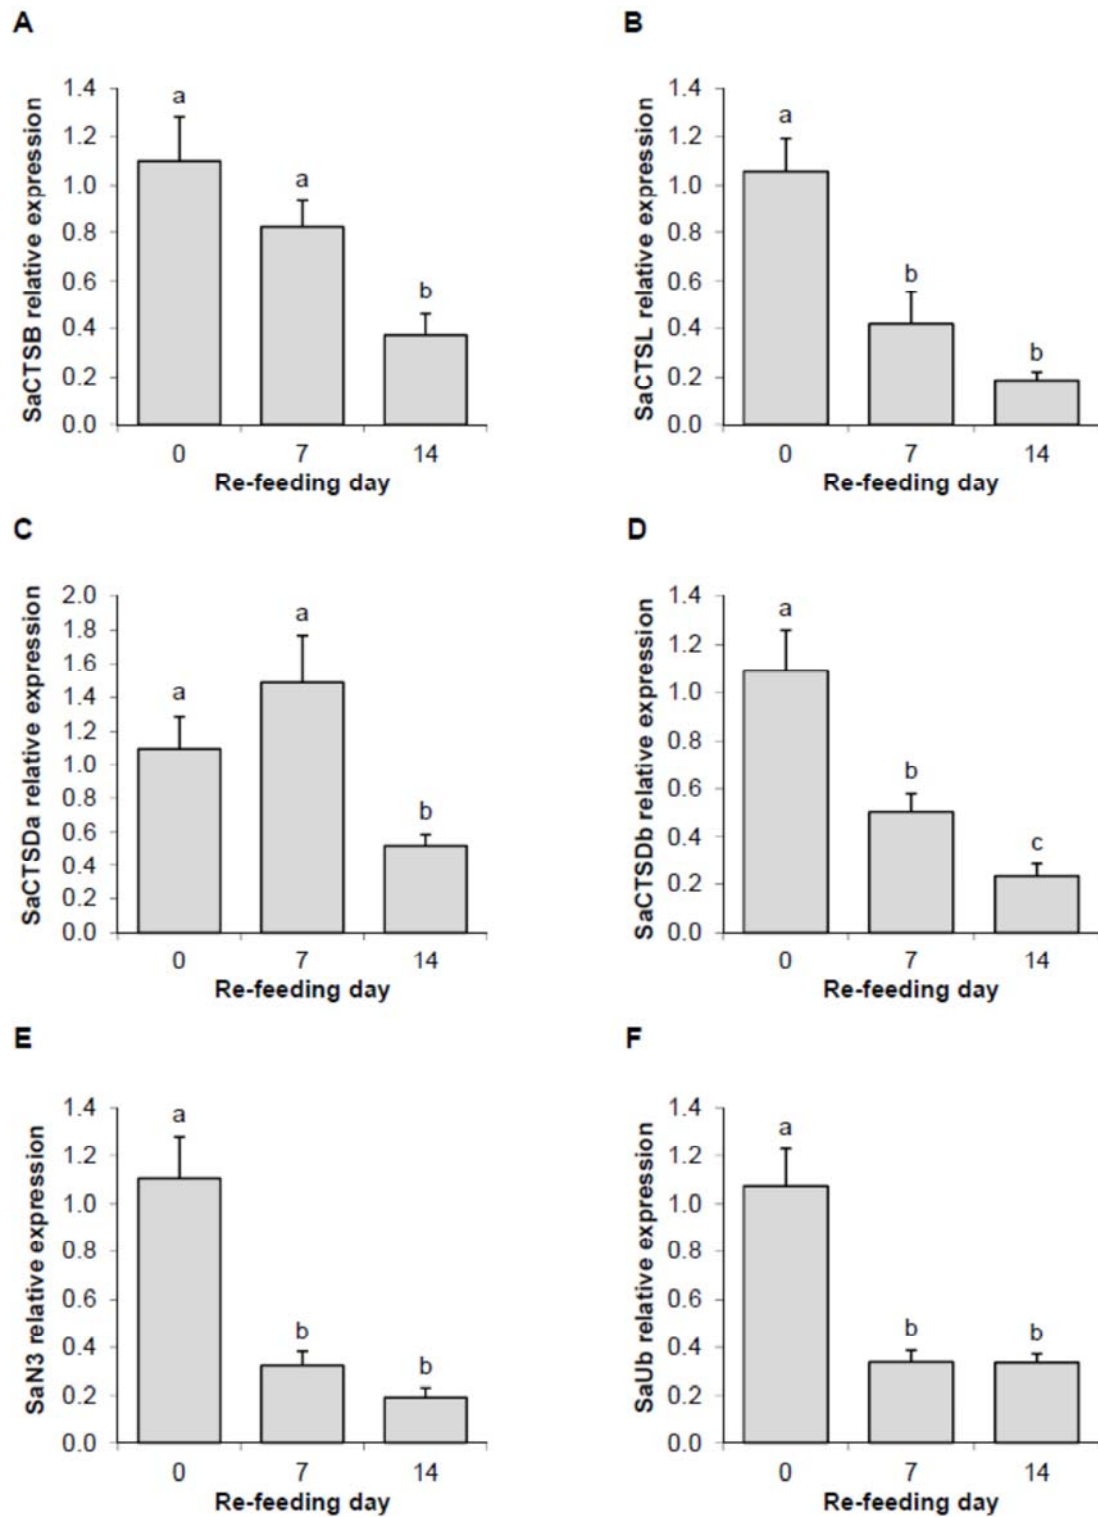 A
SaCTSB relative expression
1.4
1.2
1.0
0.8
0.6
0.4
0.2
0.0
a
a
b
0 7 14
Re-feeding day
B
SaCTSL relative expression
1.4
1.2
1.0
0.8
0.6
0.4
0.2
0.0
a
b
b
0 7 14
Re-feeding day
C
SaCTSDa relative expression
2.0
1.8
1.6
1.4
1.2
1.0
0.8
0.6
0.4
0.2
0.0
a
a
b
0 7 14
Re-feeding day
D
SaCTSDb relative expression
1.4
1.2
1.0
0.8
0.6
0.4
0.2
0.0
a
b
c
0 7 14
Re-feeding day
E
SaN3 relative expression
1.4
1.2
1.0
0.8
0.6
0.4
0.2
0.0
a
b
b
0 7 14
Re-feeding day
F
SaUb relative expression
1.4
1.2
1.0
0.8
0.6
0.4
0.2
0.0
a
b
b
0 7 14
Re-feeding day